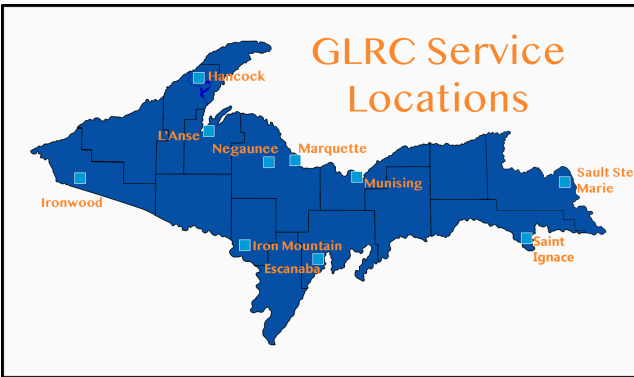 GLRC Service
Locations
Hancock
L'Anse
Negaunee
Marquette
Munising
Sault Ste
Marie
Ironwood
Iron Mountain
Escanaba
Saint
Ignace